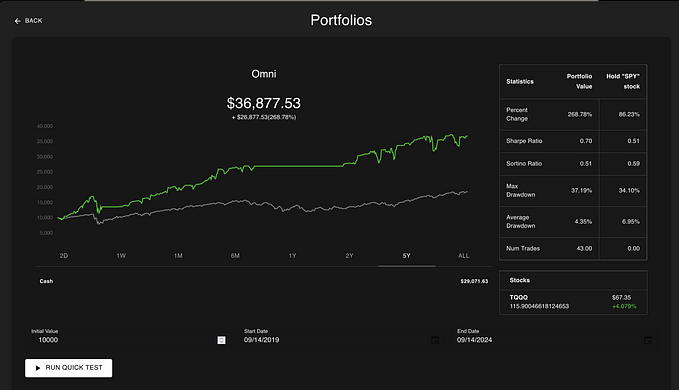 BACK
Portfolios
Omni
$36,877.53
+ $26,877.53(268.78%)
40,000
35,000
30,000
25,000
20,000
15,000
10,000
5,000
2D 1W 1M 6M 1Y 2Y 5Y ALL
Cash $29,071.63
Statistics Portfolio Value Hold "SPY" stock
Percent Change 268.78% 86.23%
Sharpe Ratio 0.70 0.51
Sortino Ratio 0.51 0.59
Max Drawdown 37.19% 34.10%
Average Drawdown 4.35% 6.95%
Num Trades 43.00 0.00
Stocks
TQQQ $67.35
115.90046618124653 +4.079%
Initial Value Start Date End Date
10000 09/14/2019 09/14/2024
RUN QUICK TEST